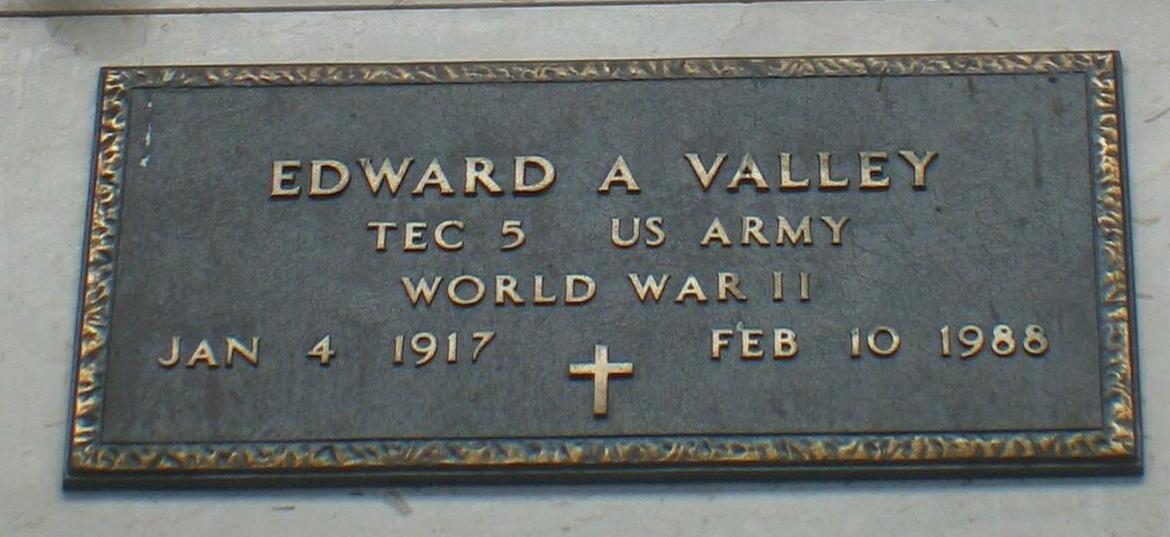 EDWARD A VALLEY
TEC 5 US ARMY
WORLD WAR II
JAN 4 1917 FEB 10 1988